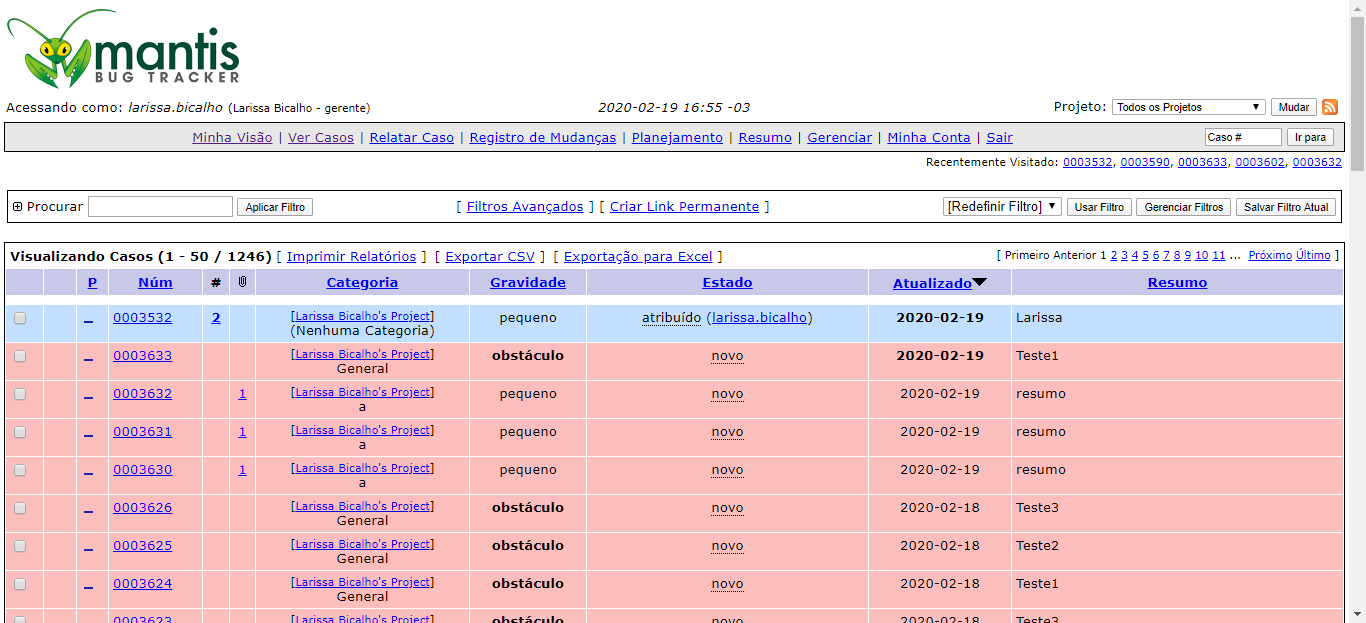 mantis
BUG TRACKER
Acessando como: larissa.bicalho (Larissa Bicalho - gerente) 2020-02-19 16:55 -03 Projeto: Todos os Projetos Mudar
Minha Visão | Ver Casos | Relatar Caso | Registro de Mudanças | Planejamento | Resumo | Gerenciar | Minha Conta | Sair Caso # Ir para
Recentemente Visitado: 0003532, 0003590, 0003633, 0003602, 0003632
Procurar Aplicar Filtro [ Filtros Avançados ] [ Criar Link Permanente ] [Redefinir Filtro] Usar Filtro Gerenciar Filtros Salvar Filtro Atual
Visualizando Casos (1 - 50 / 1246) [ Imprimir Relatórios ] [ Exportar CSV ] [ Exportação para Excel ] [ Primeiro Anterior 1 2 3 4 5 6 7 8 9 10 11 ... Próximo Último ]
P Núm # Categoria Gravidade Estado Atualizado Resumo
0003532 2 [Larissa Bicalho's Project] pequeno atribuído (larissa.bicalho) 2020-02-19 Larissa
(Nenhuma Categoria)
0003633 [Larissa Bicalho's Project] obstáculo novo 2020-02-19 Teste1
General
0003632 1 [Larissa Bicalho's Project] pequeno novo 2020-02-19 resumo
a
0003631 1 [Larissa Bicalho's Project] pequeno novo 2020-02-19 resumo
a
0003630 1 [Larissa Bicalho's Project] pequeno novo 2020-02-19 resumo
a
0003626 [Larissa Bicalho's Project] obstáculo novo 2020-02-18 Teste3
General
0003625 [Larissa Bicalho's Project] obstáculo novo 2020-02-18 Teste2
General
0003624 [Larissa Bicalho's Project] obstáculo novo 2020-02-18 Teste1
General
0003623 [Larissa Bicalho's Project] obstáculo novo 2020-02-18 Teste3